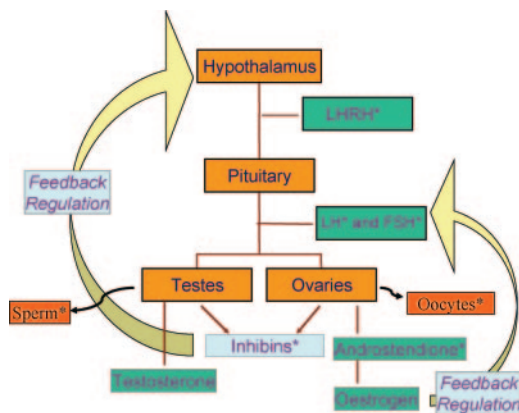 Hypothalamus
LHRH*
Feedback
Regulation
Pituitary
LH* and FSH*
Testes
Ovaries
Sperm*
Oocytes*
Inhibins*
Androstendione*
Testosterone
Oestrogen
Feedback
Regulation